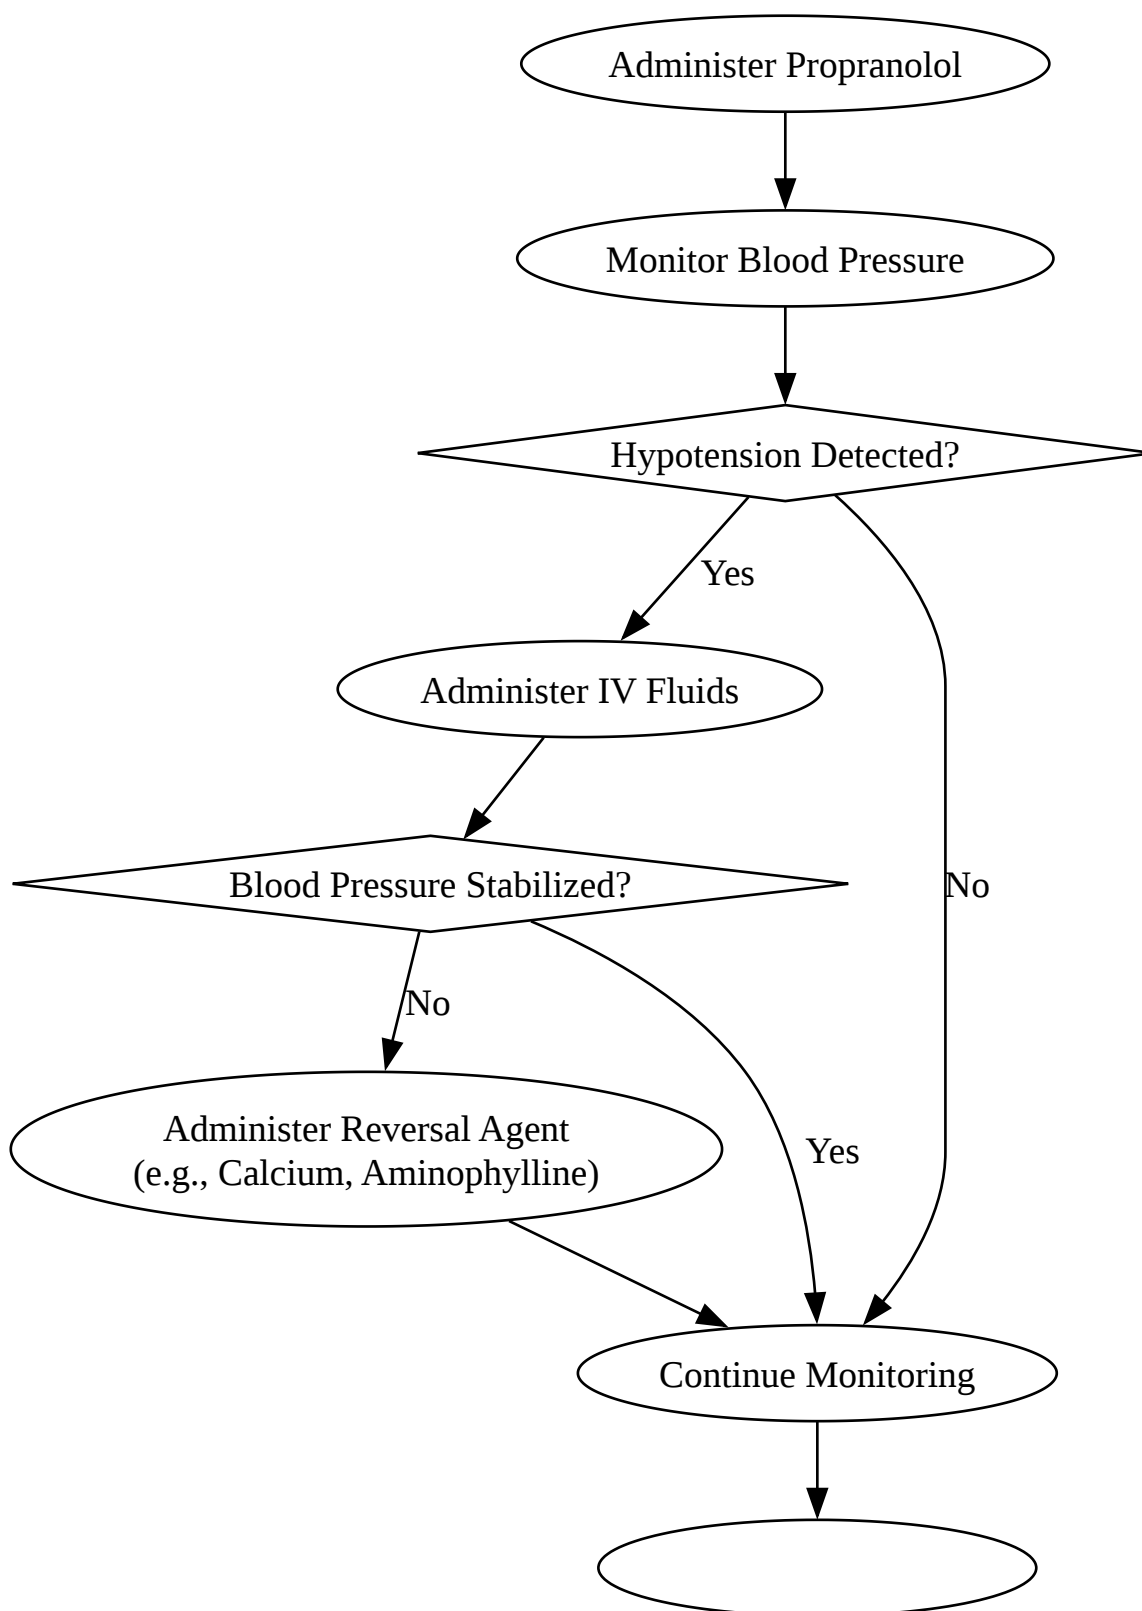 Administer Propranolol
Monitor Blood Pressure
Hypotension Detected?
Yes
Administer IV Fluids
Blood Pressure Stabilized?
No
No
Administer Reversal Agent
(e.g., Calcium, Aminophylline)
Yes
Continue Monitoring